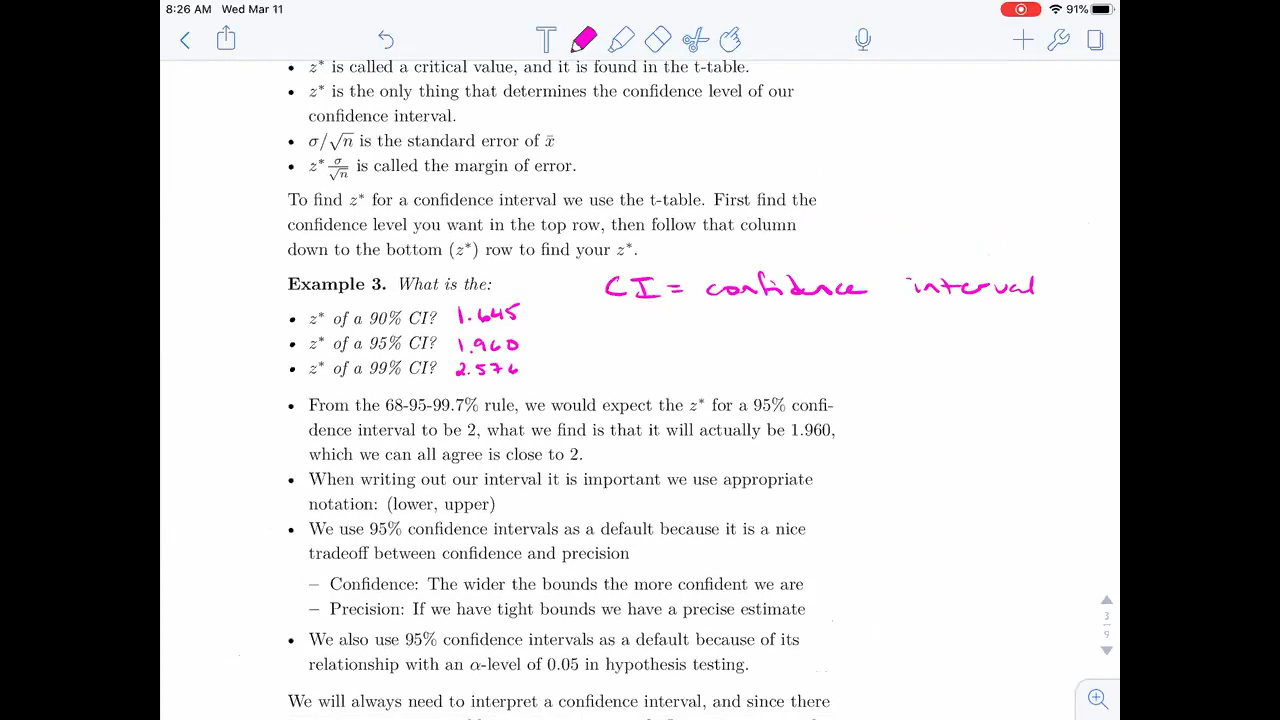 8:26 AM Wed Mar 11
91%
T
• z* is called a critical value, and it is found in the t-table.
• z* is the only thing that determines the confidence level of our
confidence interval.
• σ/√n is the standard error of x̄
• z* σ/√n is called the margin of error.
To find z* for a confidence interval we use the t-table. First find the
confidence level you want in the top row, then follow that column
down to the bottom (z*) row to find your z*.
Example 3. What is the: CI = confidence interval
• z* of a 90% CI? 1.645
• z* of a 95% CI? 1.960
• z* of a 99% CI? 2.576
• From the 68-95-99.7% rule, we would expect the z* for a 95% confi-
dence interval to be 2, what we find is that it will actually be 1.960,
which we can all agree is close to 2.
• When writing out our interval it is important we use appropriate
notation: (lower, upper)
• We use 95% confidence intervals as a default because it is a nice
tradeoff between confidence and precision
– Confidence: The wider the bounds the more confident we are
– Precision: If we have tight bounds we have a precise estimate
• We also use 95% confidence intervals as a default because of its
relationship with an α-level of 0.05 in hypothesis testing.
We will always need to interpret a confidence interval, and since there
3
9